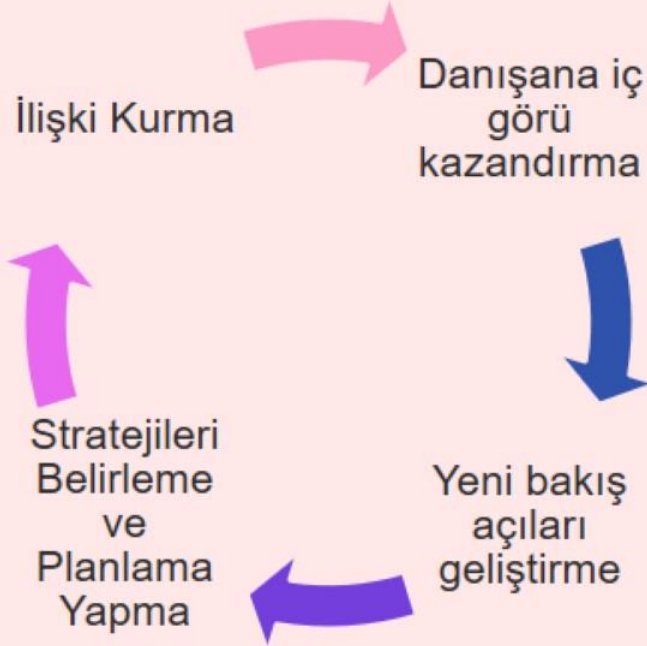 İlişki Kurma
Danışana iç
görü
kazandırma
Yeni bakış
açıları
geliştirme
Stratejileri
Belirleme
ve
Planlama
Yapma